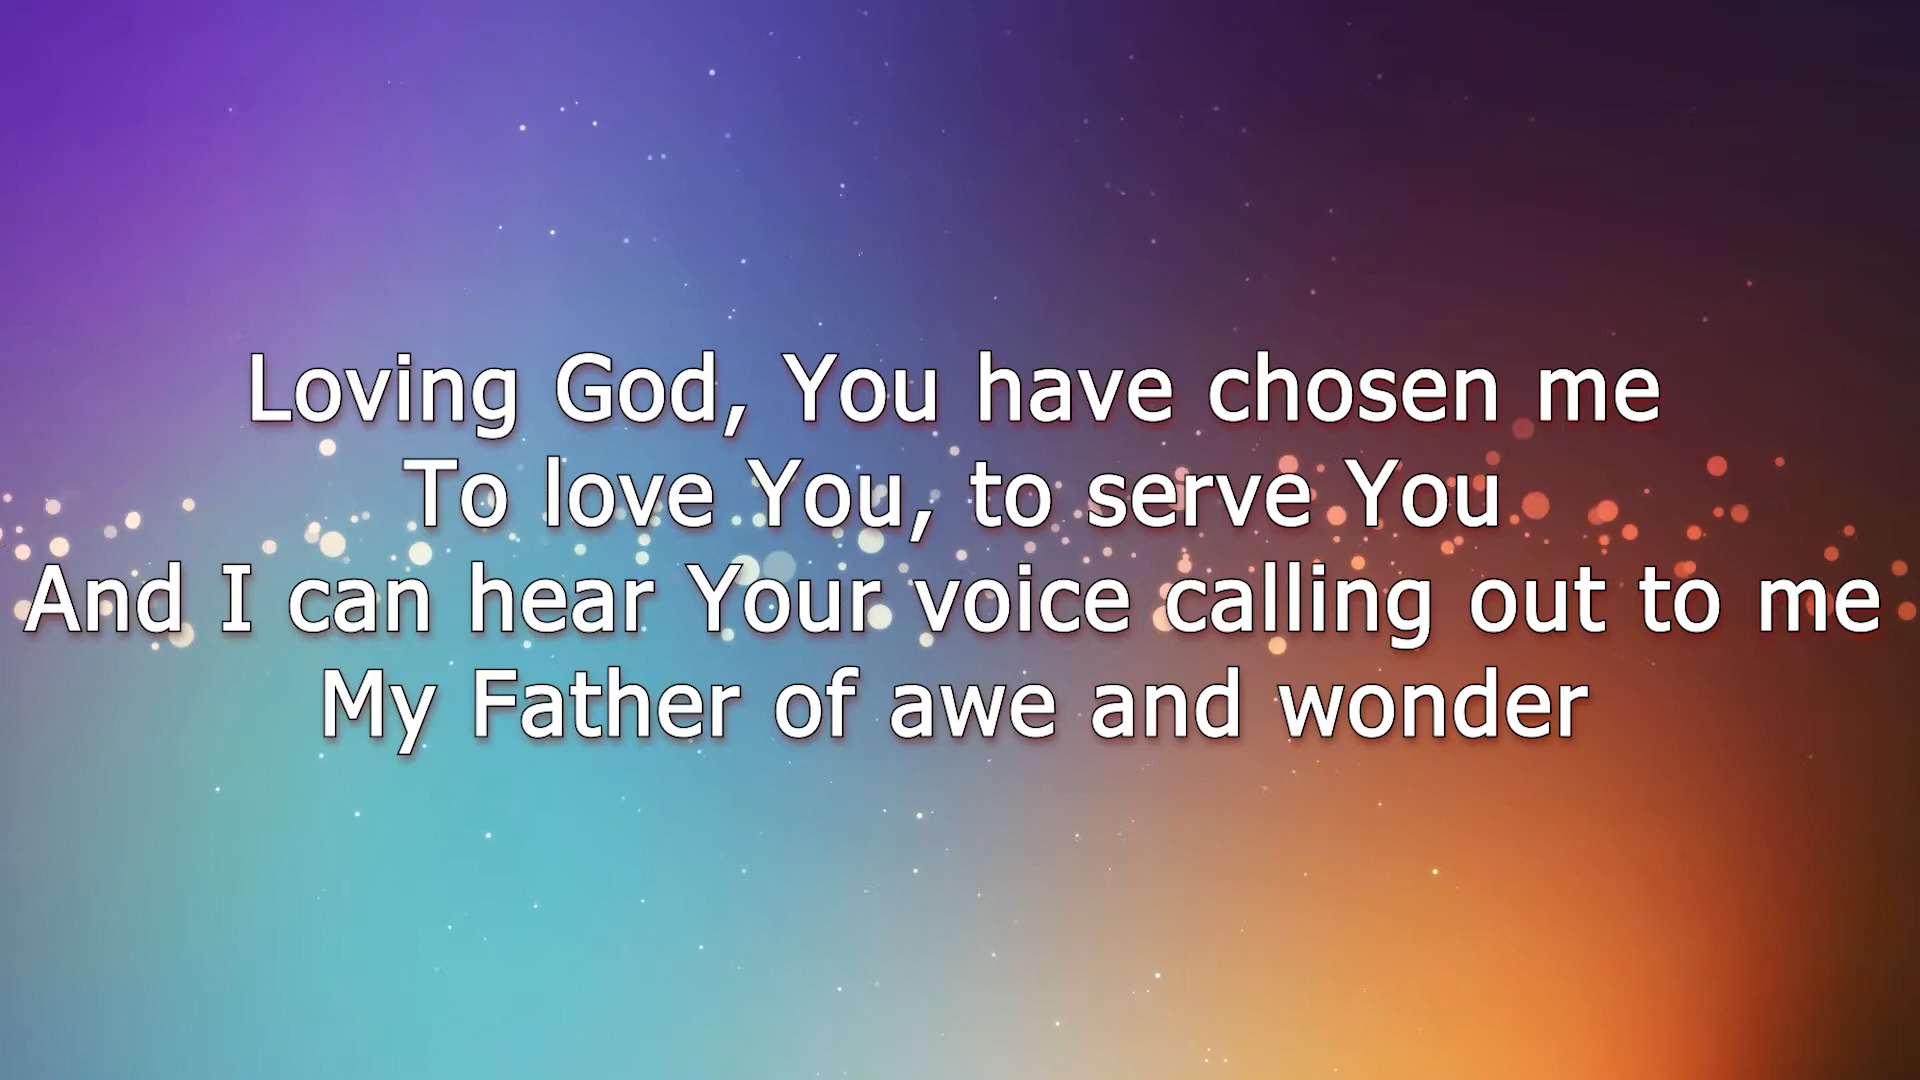 Loving God, You have chosen me
To love You, to serve You
And I can hear Your voice calling out to me
My Father of awe and wonder